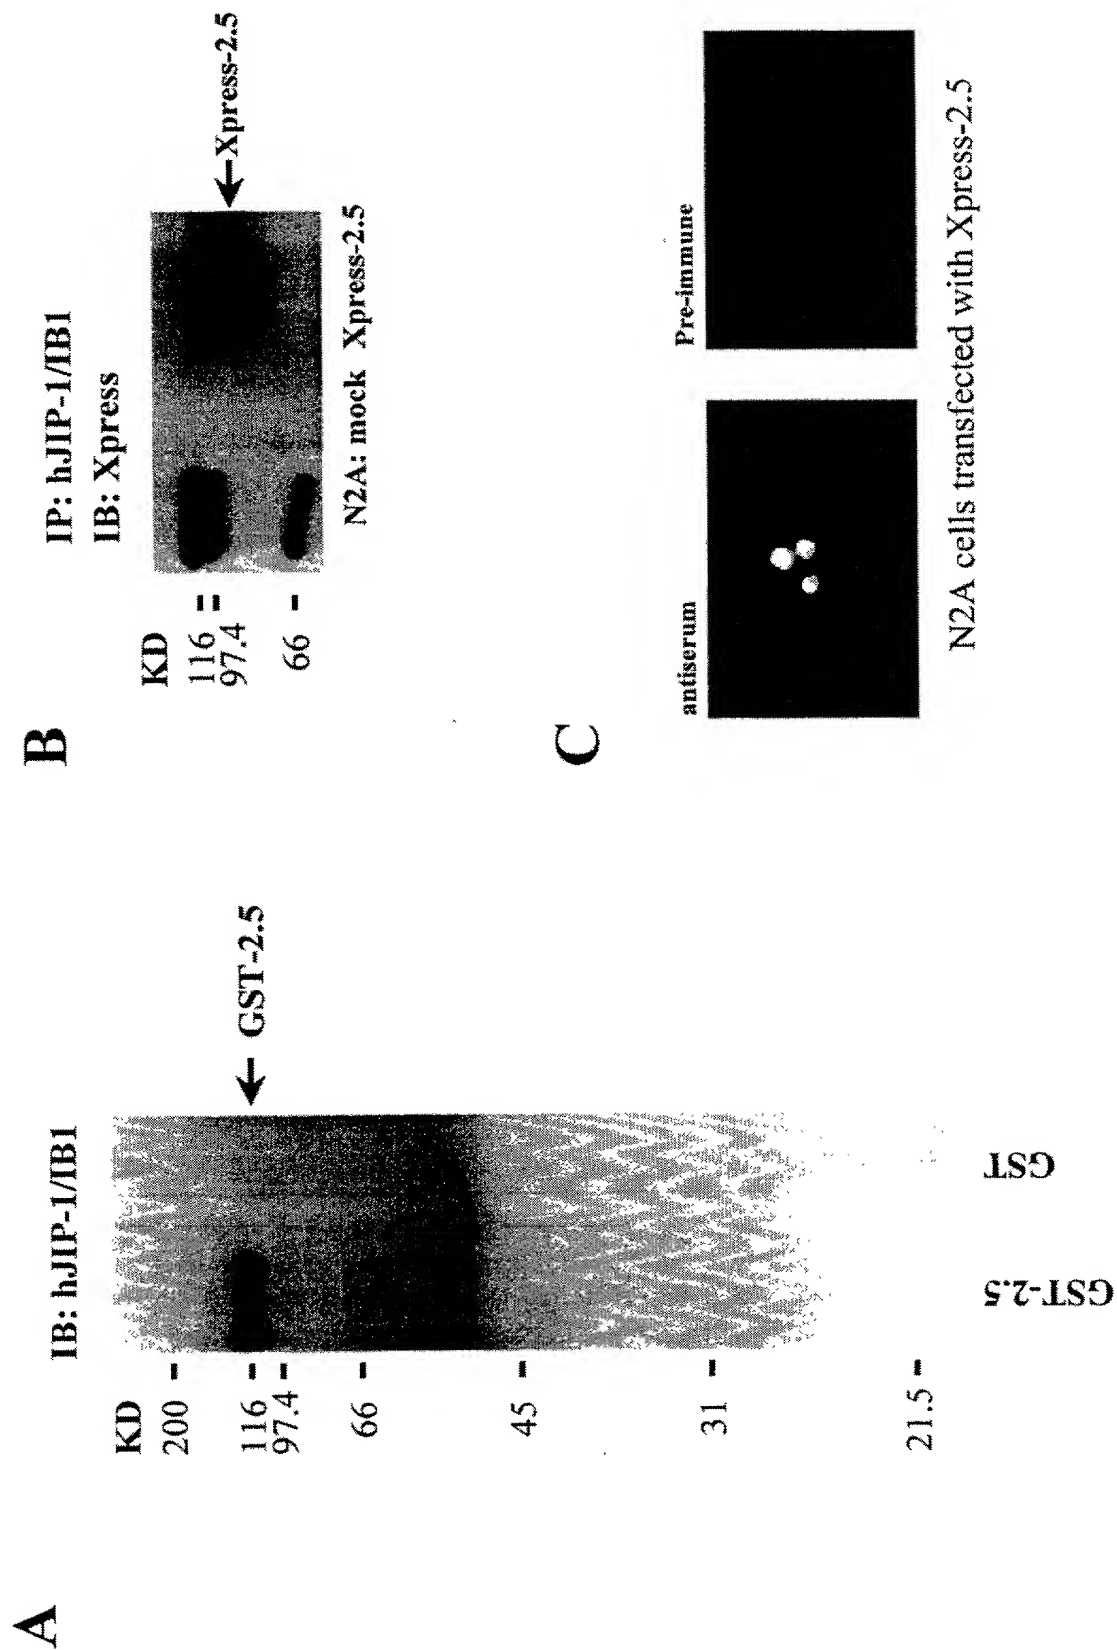 A
IB: hJIP-1/IB1
KD
200
116
97.4
66
45
31
21.5
GST-2.5
GST-2.5
GST
B
IP: hJIP-1/IB1
IB: Xpress
KD
116
97.4
66
Xpress-2.5
N2A: mock Xpress-2.5
C
antiserum
Pre-immune
N2A cells transfected with Xpress-2.5